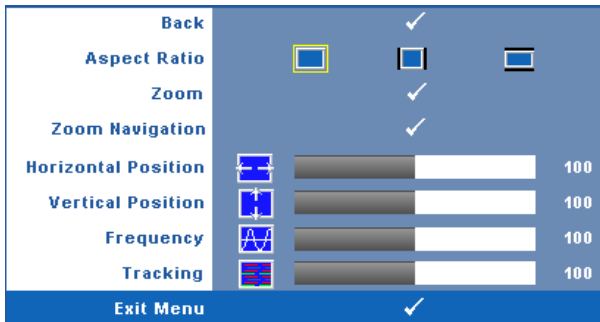 Back
Aspect Ratio
Zoom
Zoom Navigation
Horizontal Position 100
Vertical Position 100
Frequency 100
Tracking 100
Exit Menu